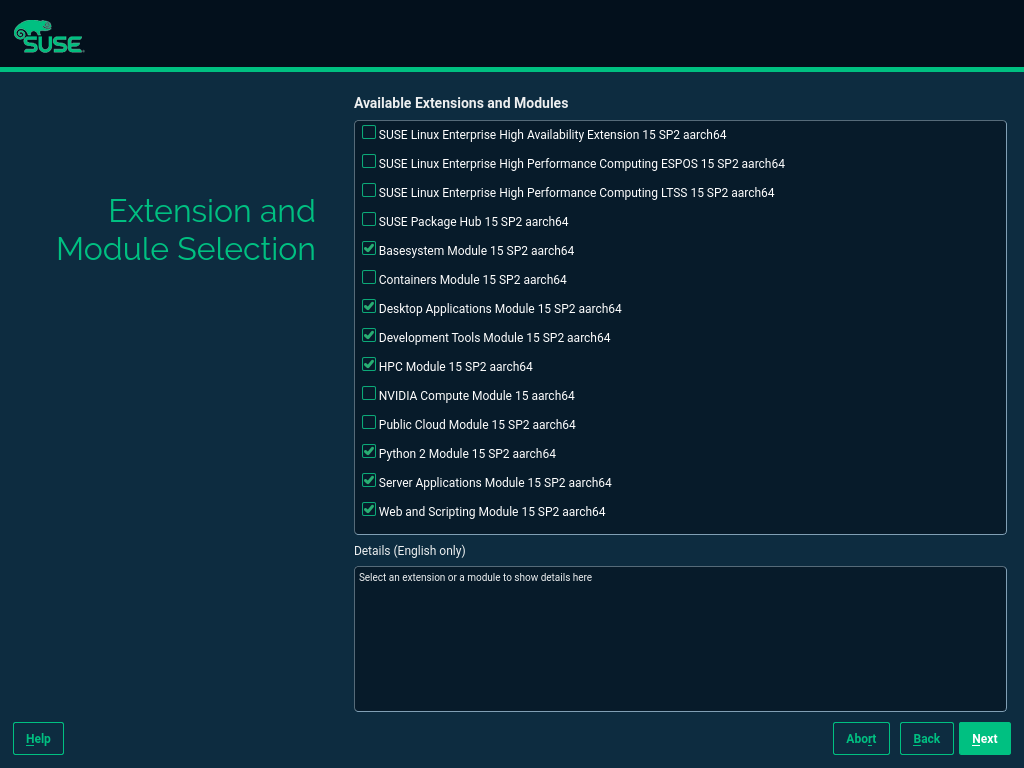 SUSE
Available Extensions and Modules
Extension and
Module Selection
SUSE Linux Enterprise High Availability Extension 15 SP2 aarch64
SUSE Linux Enterprise High Performance Computing ESPOS 15 SP2 aarch64
SUSE Linux Enterprise High Performance Computing LTSS 15 SP2 aarch64
SUSE Package Hub 15 SP2 aarch64
Basesystem Module 15 SP2 aarch64
Containers Module 15 SP2 aarch64
Desktop Applications Module 15 SP2 aarch64
Development Tools Module 15 SP2 aarch64
HPC Module 15 SP2 aarch64
NVIDIA Compute Module 15 aarch64
Public Cloud Module 15 SP2 aarch64
Python 2 Module 15 SP2 aarch64
Server Applications Module 15 SP2 aarch64
Web and Scripting Module 15 SP2 aarch64
Details (English only)
Select an extension or a module to show details here
Help
Abort
Back
Next